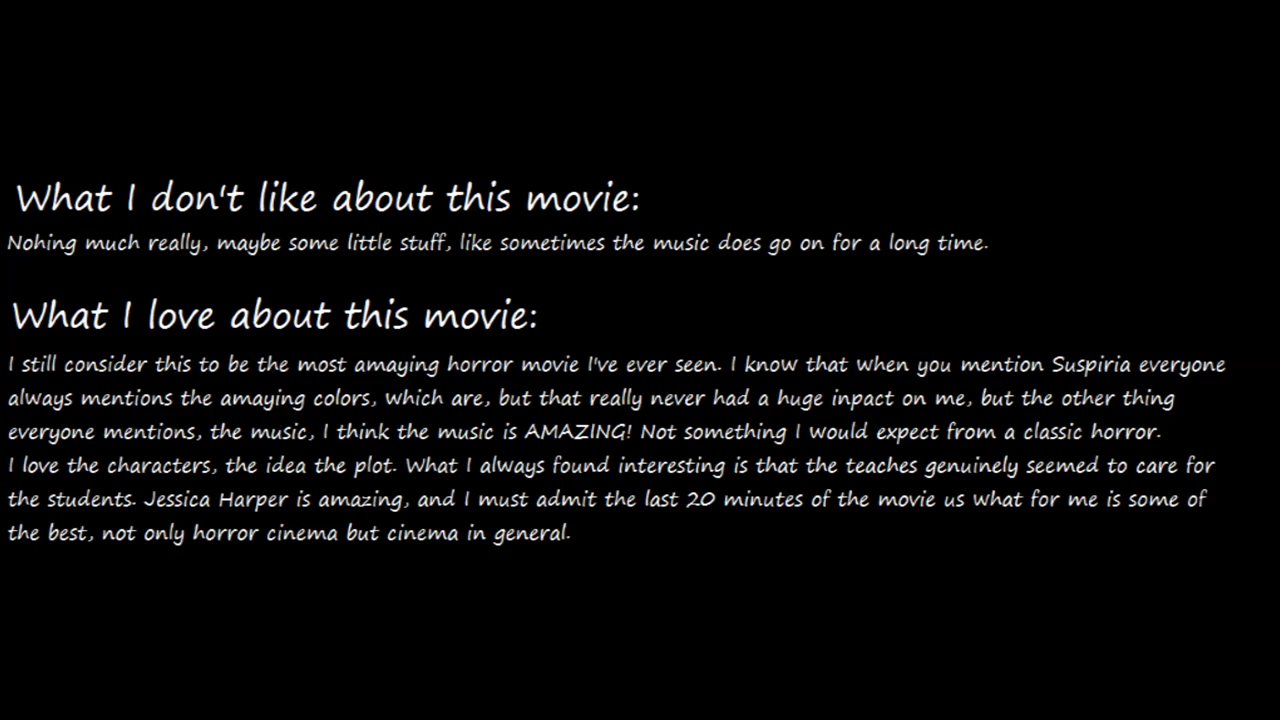 What I don't like about this movie:
Nohing much really, maybe some little stuff, like sometimes the music does go on for a long time.
What I love about this movie:
I still consider this to be the most amaying horror movie I've ever seen. I know that when you mention Suspiria everyone
always mentions the amaying colors, which are, but that really never had a huge inpact on me, but the other thing
everyone mentions, the music, I think the music is AMAZING! Not something I would expect from a classic horror.
I love the characters, the idea the plot. What I always found interesting is that the teaches genuinely seemed to care for
the students. Jessica Harper is amazing, and I must admit the last 20 minutes of the movie us what for me is some of
the best, not only horror cinema but cinema in general.